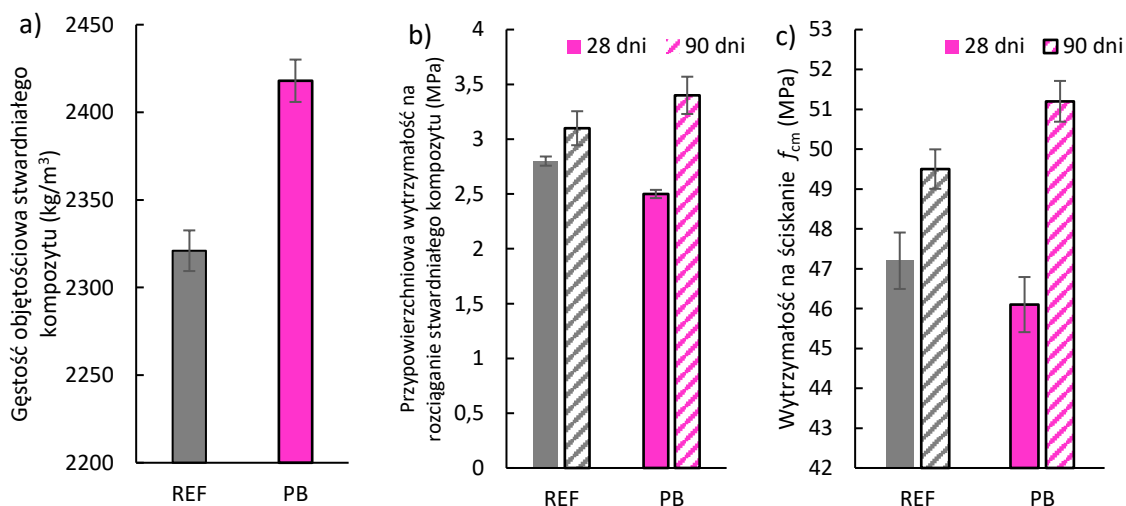 a)
Gęstość objętościowa stwardniałego
kompozytu (kg/m³)
2450
2400
2350
2300
2250
2200
REF
PB
b)
28 dni
90 dni
Przypowierzchniowa wytrzymałość na
rozciąganie stwardniałego kompozytu (MPa)
4
3,5
3
2,5
2
1,5
1
0,5
0
REF
PB
c)
28 dni
90 dni
Wytrzymałość na ściskanie fcm (MPa)
53
52
51
50
49
48
47
46
45
44
43
42
REF
PB